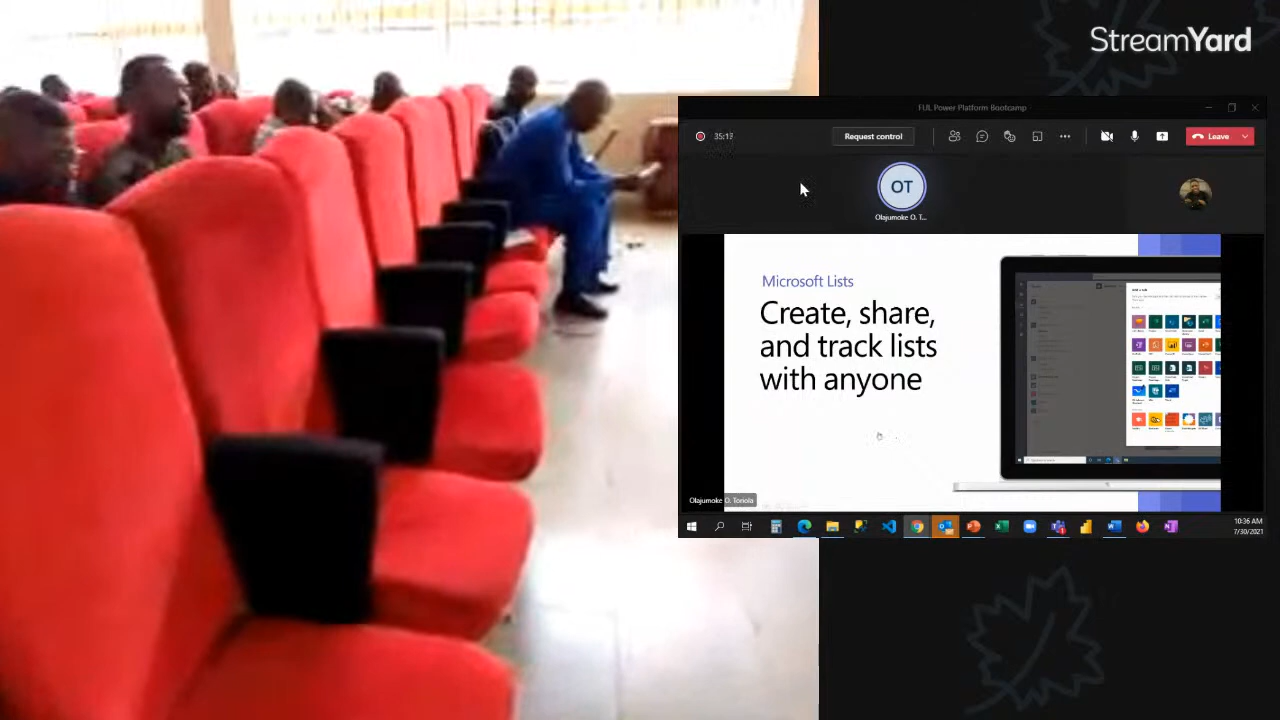 StreamYard
FUL Power Platform Bootcamp
35:13
Request control
Leave
OT
Olajumoke O. T...
Microsoft Lists
Create, share,
and track lists
with anyone
Olajumoke O. Toriola
10:36 AM
7/30/2021